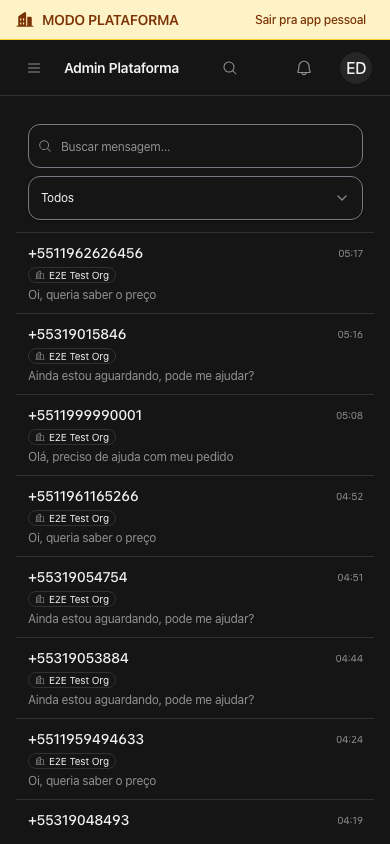 MODO PLATAFORMA
Sair pra app pessoal
Admin Plataforma
ED
Buscar mensagem...
Todos
+5511962626456
05:17
E2E Test Org
Oi, queria saber o preço
+55319015846
05:16
E2E Test Org
Ainda estou aguardando, pode me ajudar?
+5511999990001
05:08
E2E Test Org
Olá, preciso de ajuda com meu pedido
+5511961165266
04:52
E2E Test Org
Oi, queria saber o preço
+55319054754
04:51
E2E Test Org
Ainda estou aguardando, pode me ajudar?
+55319053884
04:44
E2E Test Org
Ainda estou aguardando, pode me ajudar?
+5511959494633
04:24
E2E Test Org
Oi, queria saber o preço
+55319048493
04:19